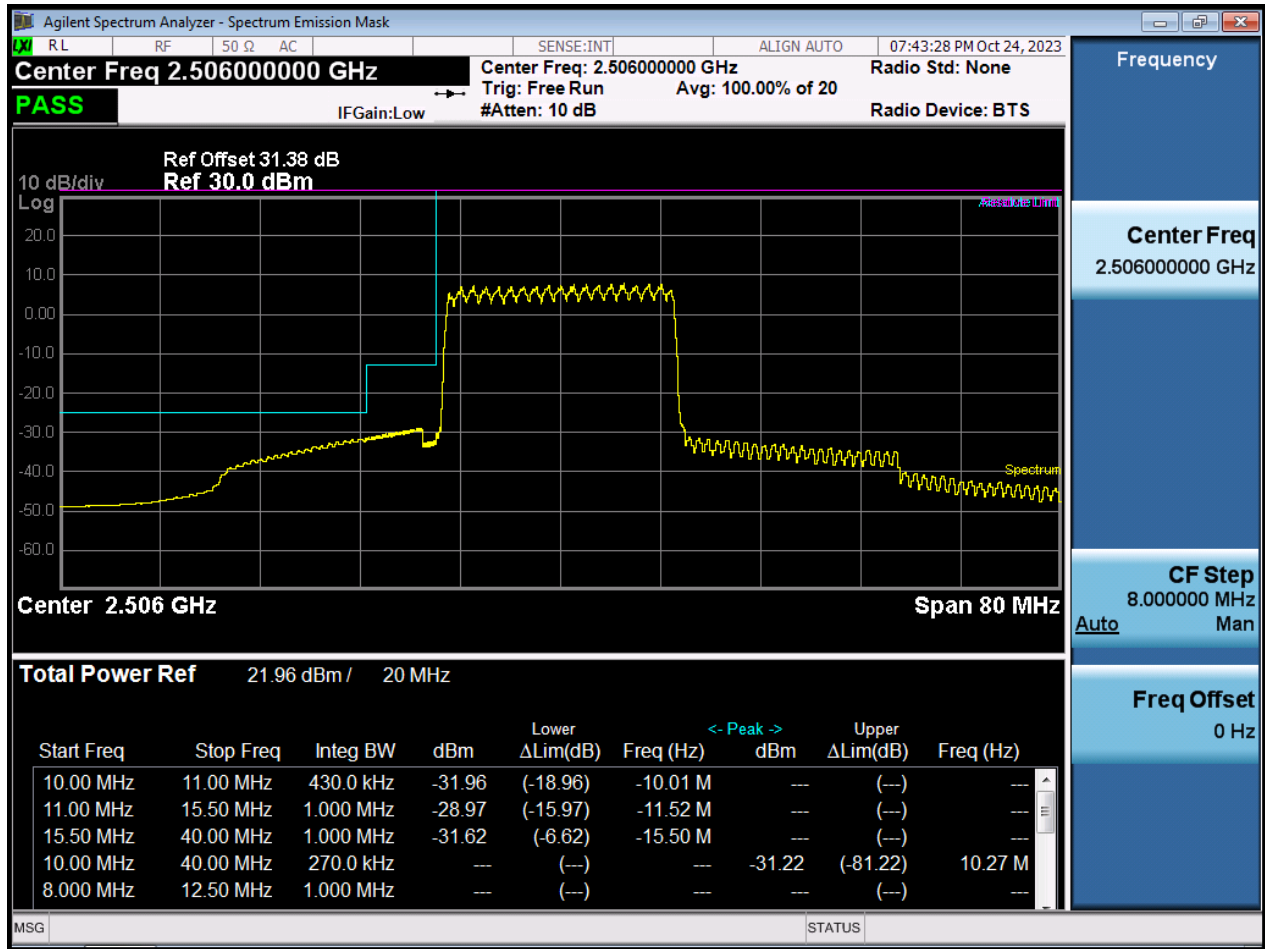 Agilent Spectrum Analyzer - Spectrum Emission Mask
LXI RL RF 50 Ω AC SENSE:INT ALIGN AUTO 07:43:28 PM Oct 24, 2023
Center Freq 2.506000000 GHz
Center Freq: 2.506000000 GHz Radio Std: None
Trig: Free Run Avg: 100.00% of 20
PASS IFGain:Low #Atten: 10 dB Radio Device: BTS
Ref Offset 31.38 dB
10 dB/div Ref 30.0 dBm
Log
Limit
20.0
10.0
0.00
-10.0
-20.0
-30.0
-40.0
Spectrum
-50.0
-60.0
Center 2.506 GHz Span 80 MHz
Total Power Ref 21.96 dBm / 20 MHz
Lower <- Peak -> Upper
Start Freq Stop Freq Integ BW dBm ΔLim(dB) Freq (Hz) dBm ΔLim(dB) Freq (Hz)
10.00 MHz 11.00 MHz 430.0 kHz -31.96 (-18.96) -10.01 M --- (---) ---
11.00 MHz 15.50 MHz 1.000 MHz -28.97 (-15.97) -11.52 M --- (---) ---
15.50 MHz 40.00 MHz 1.000 MHz -31.62 (-6.62) -15.50 M --- (---) ---
10.00 MHz 40.00 MHz 270.0 kHz --- (---) --- -31.22 (-81.22) 10.27 M
8.000 MHz 12.50 MHz 1.000 MHz --- (---) --- --- (---) ---
MSG STATUS
Frequency
Center Freq
2.506000000 GHz
CF Step
8.000000 MHz
Auto Man
Freq Offset
0 Hz